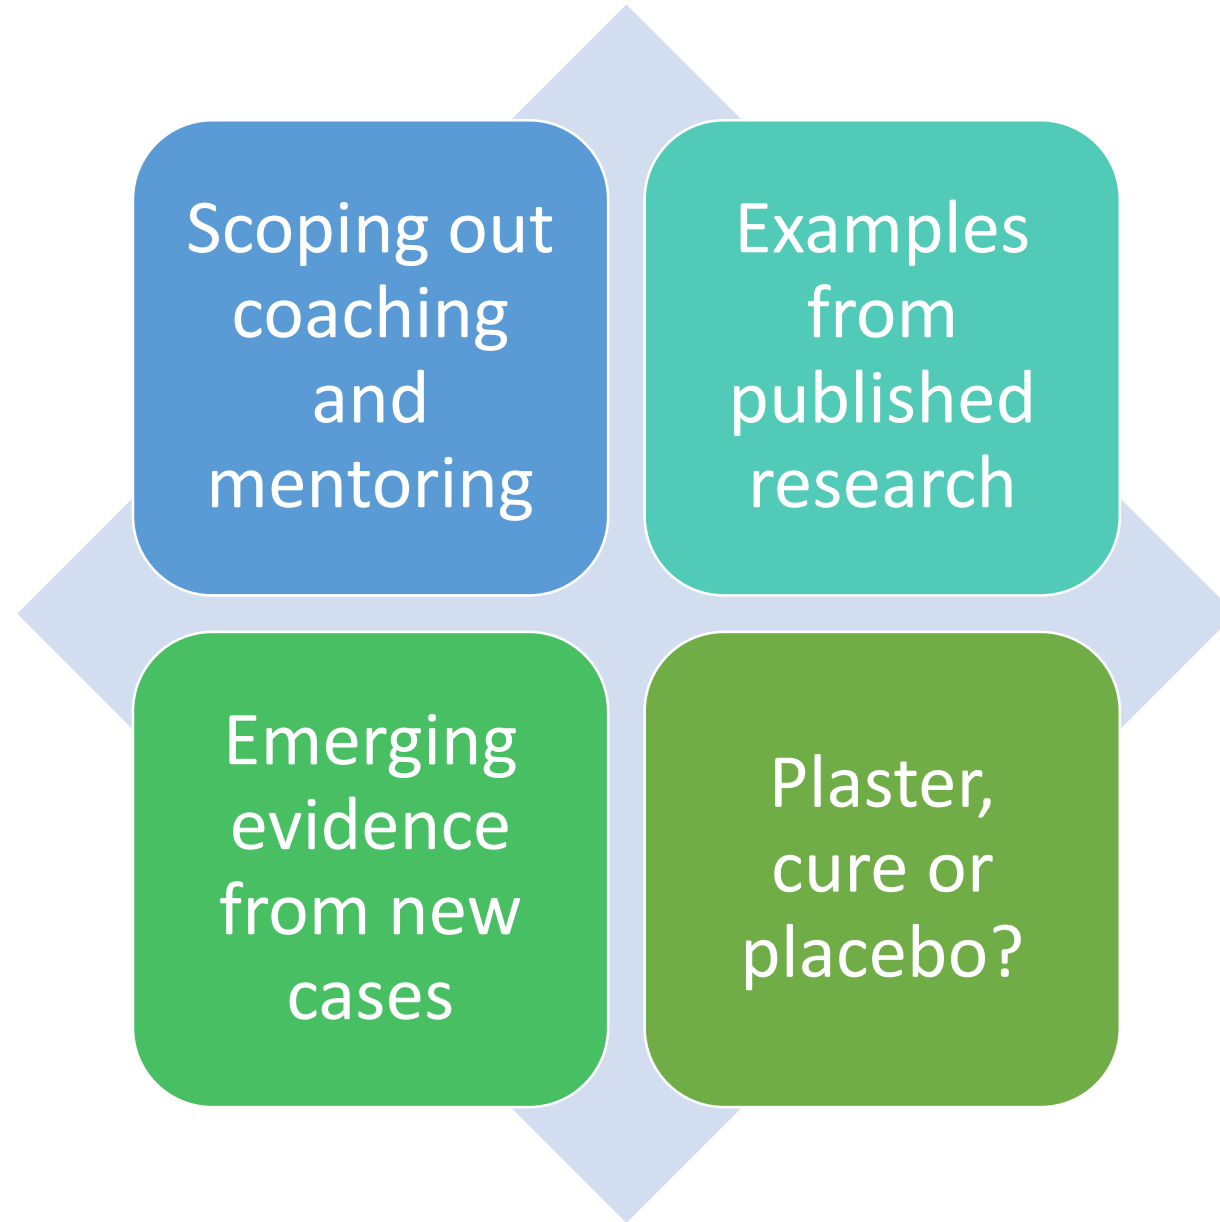 Scoping out
coaching
and
mentoring
Examples
from
published
research
Emerging
evidence
from new
cases
Plaster,
cure or
placebo?